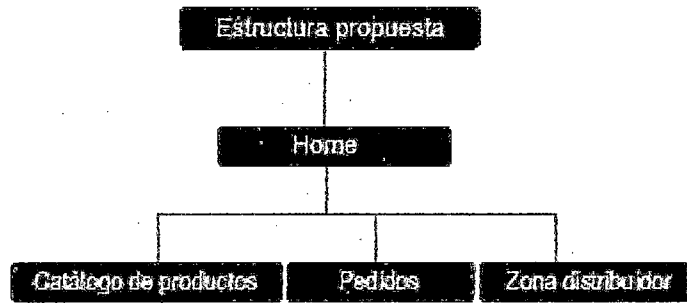 Estructura propuesta
Home
Catálogo de productos
Pedidos
Zona distribuidor